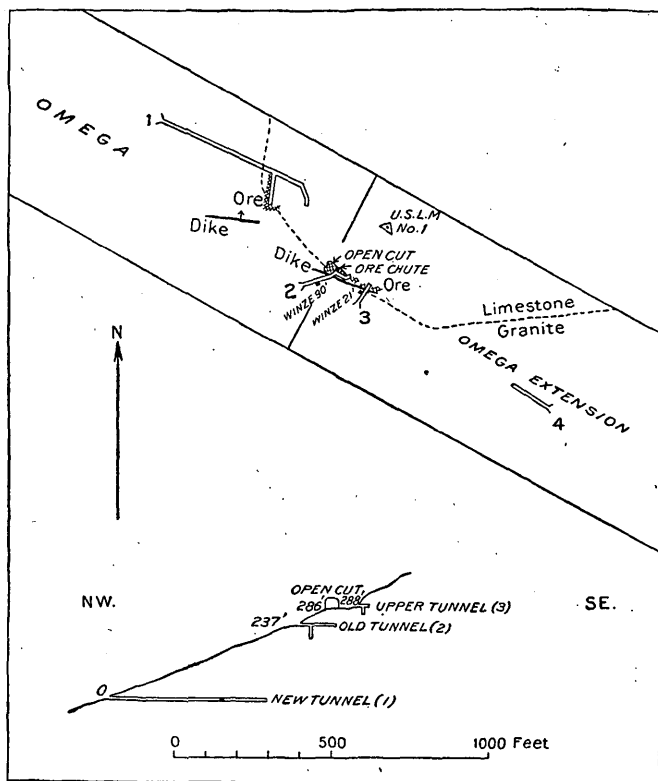 OMEGA
1
Ore
Dike
U.S.L.M
No.1
OPEN CUT
ORE CHUTE
Dike
2
WINZE 90'
WINZE 21'
3
Ore
Limestone
Granite
OMEGA EXTENSION
4
N
NW.
SE.
OPEN CUT,
286'
288'
UPPER TUNNEL (3)
237'
OLD TUNNEL (2)
0
NEW TUNNEL (1)
0 500 1000 Feet